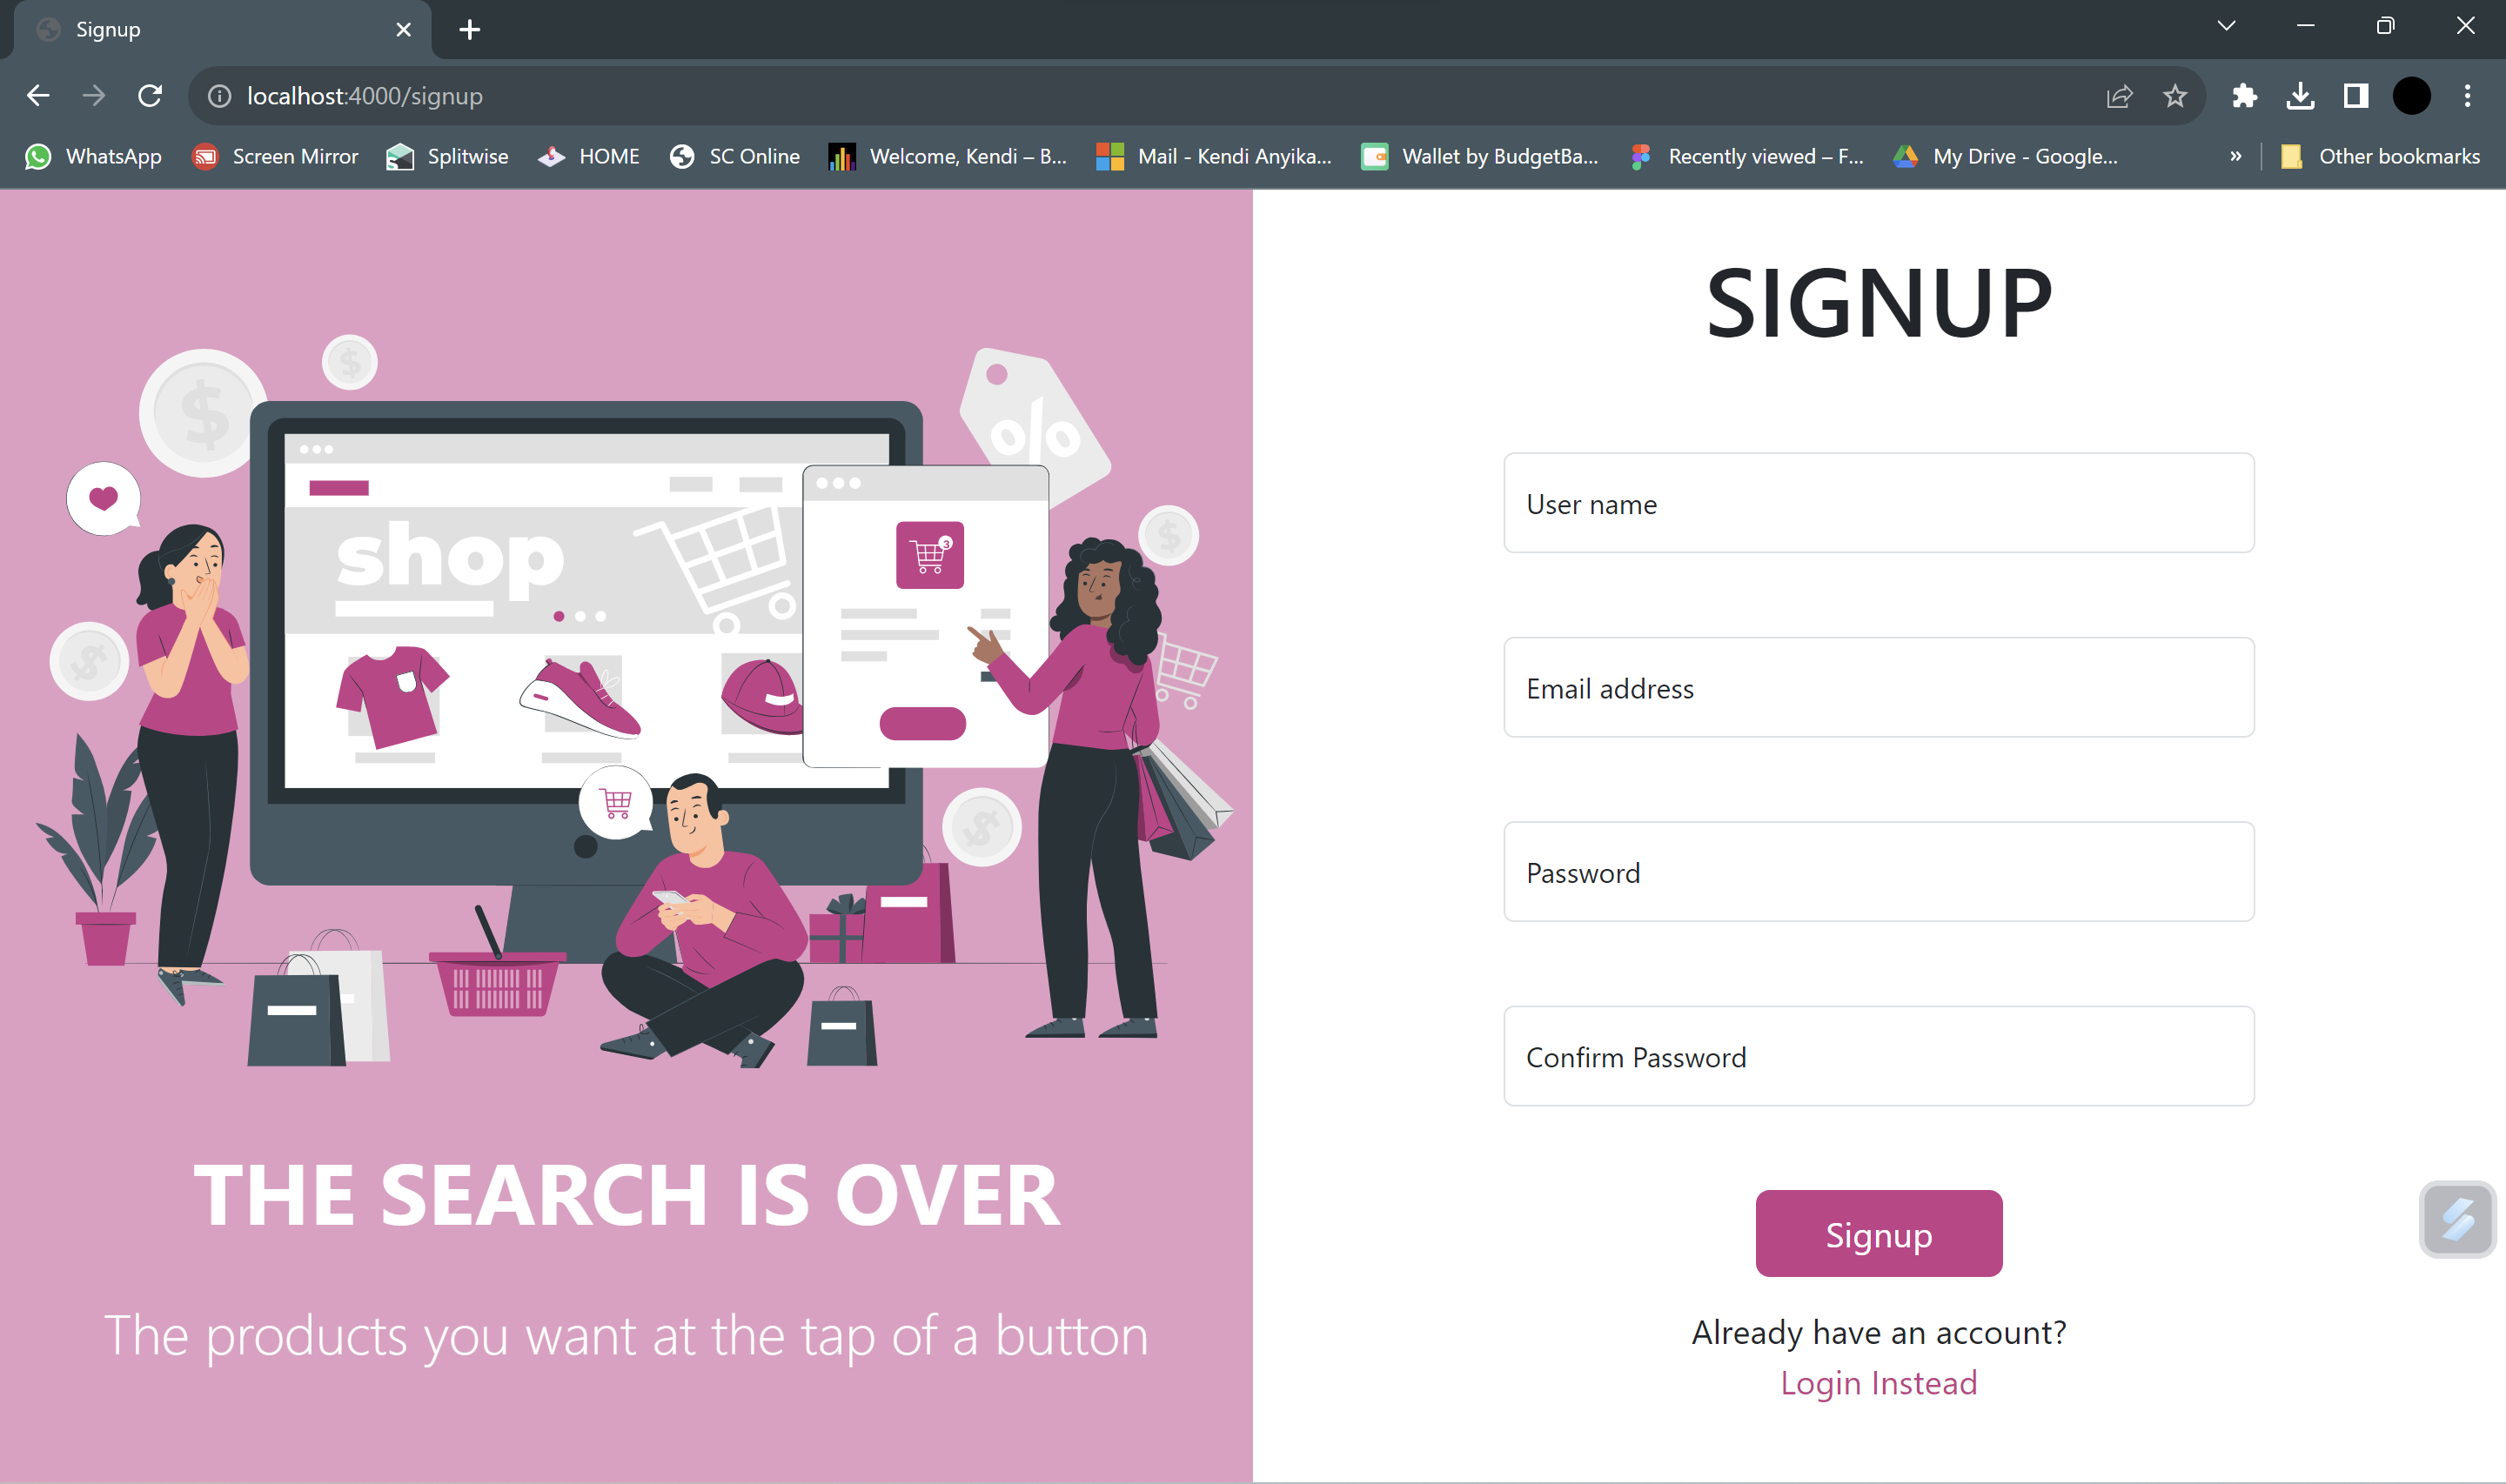 Signup
localhost:4000/signup
WhatsApp
Screen Mirror
Splitwise
HOME
SC Online
Welcome, Kendi – B...
Mail - Kendi Anyika...
Wallet by BudgetBa...
Recently viewed – F...
My Drive - Google...
»
Other bookmarks
$
$
%
shop
3
$
$
$
THE SEARCH IS OVER
The products you want at the tap of a button
SIGNUP
User name
Email address
Password
Confirm Password
Signup
Already have an account?
Login Instead